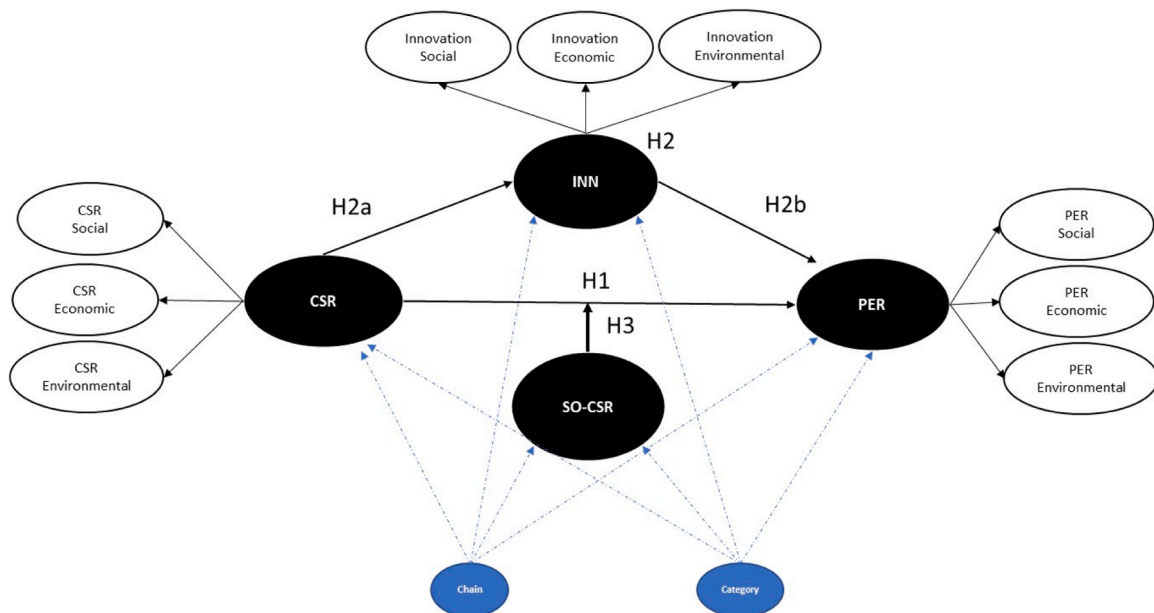 Innovation
Social
Innovation
Economic
Innovation
Environmental
H2
INN
H2a
H2b
CSR
Social
CSR
Economic
CSR
Environmental
CSR
H1
H3
PER
PER
Social
PER
Economic
PER
Environmental
SO-CSR
Chain
Category